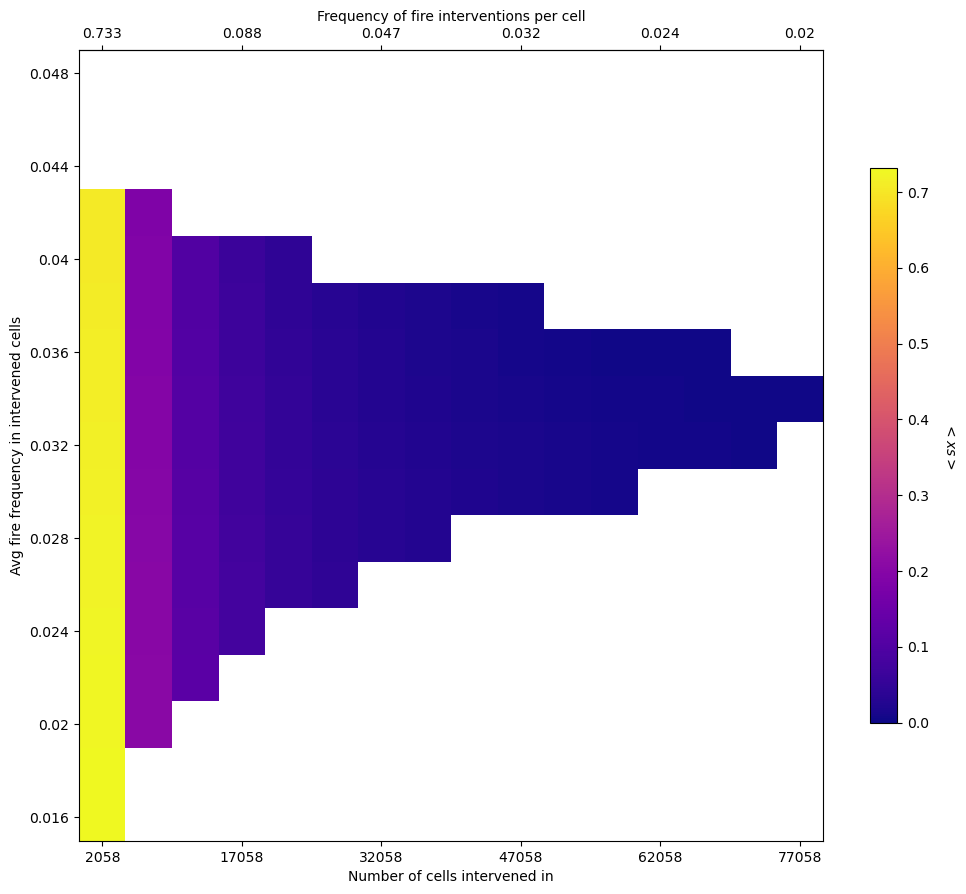 Frequency of fire interventions per cell
0.733 0.088 0.047 0.032 0.024 0.02
0.048
0.044
0.04
0.036
0.032
0.028
0.024
0.02
0.016
Avg fire frequency in intervened cells
2058 17058 32058 47058 62058 77058
Number of cells intervened in
0.7
0.6
0.5
0.4
0.3
0.2
0.1
0.0
< sx >